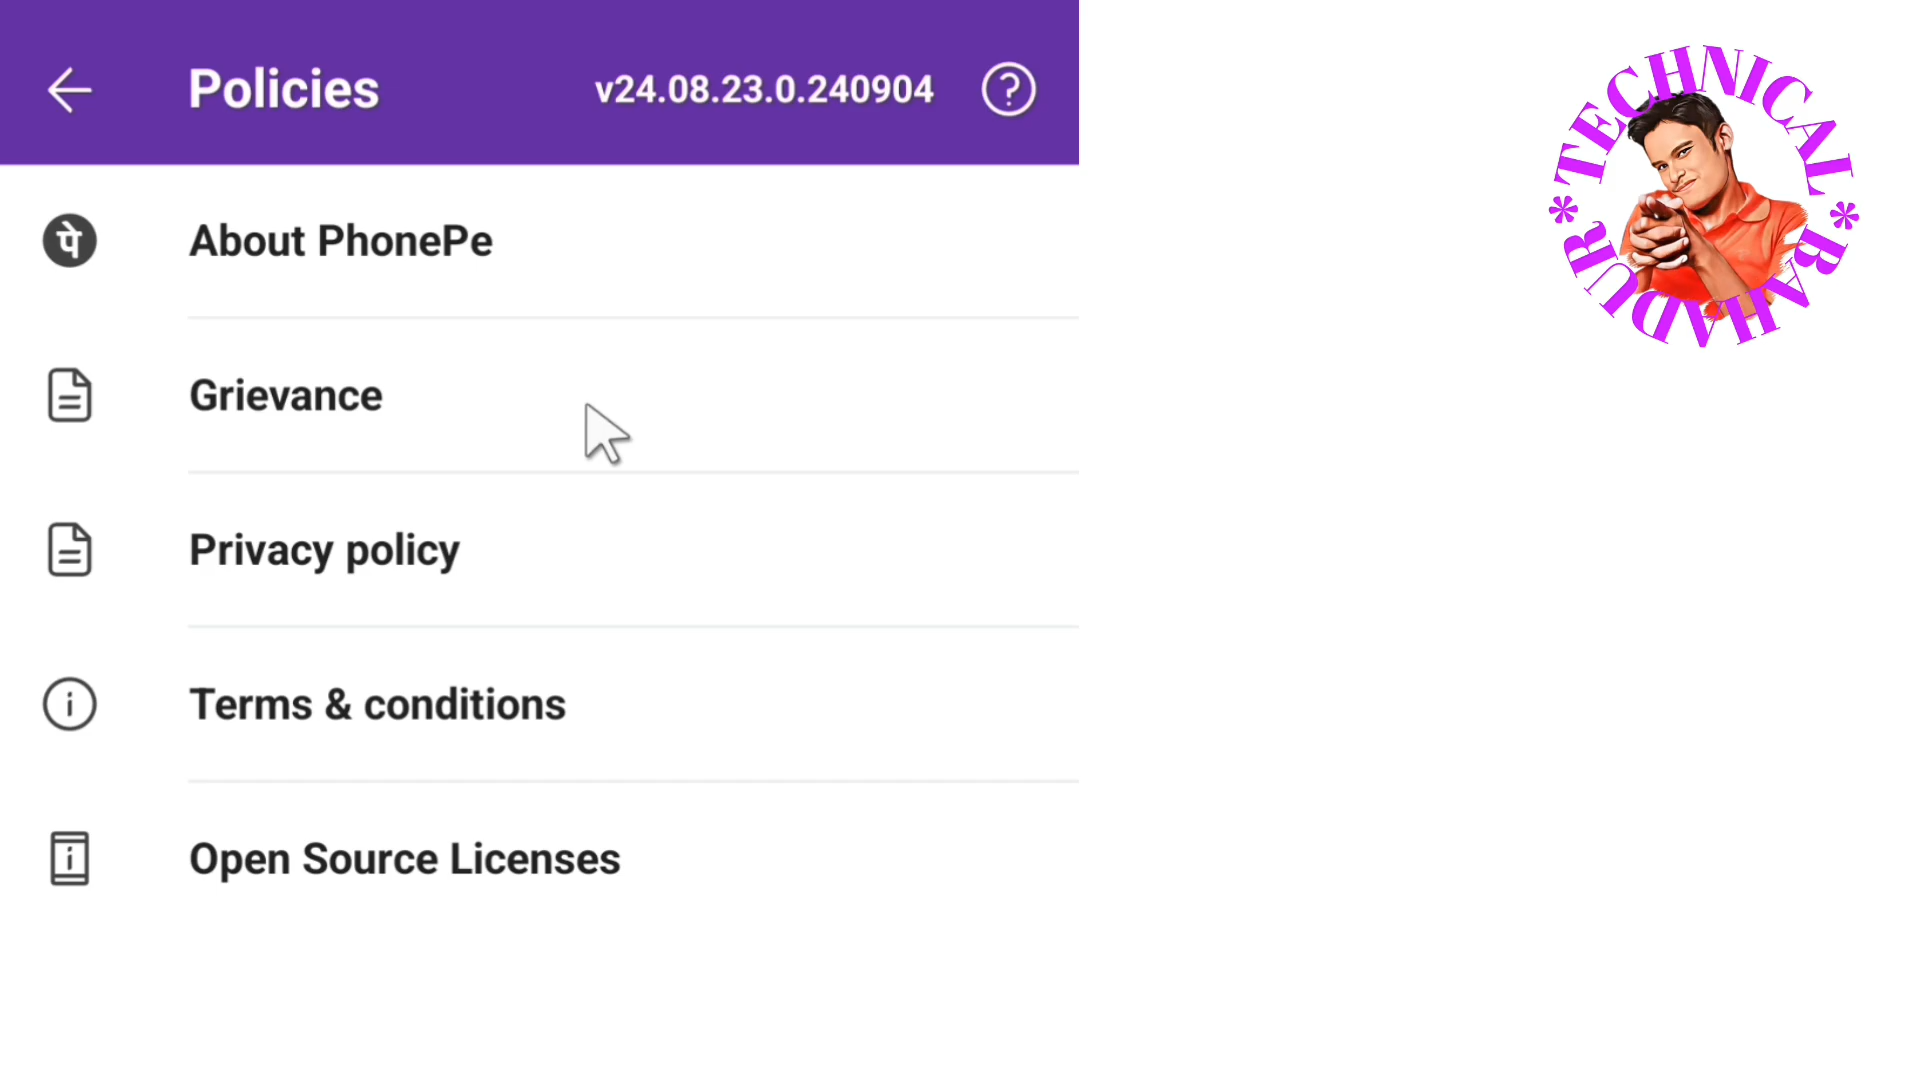 Policies v24.08.23.0.240904
पे About PhonePe
Grievance
Privacy policy
Terms & conditions
Open Source Licenses
*TECHNICAL*
BAHADUR